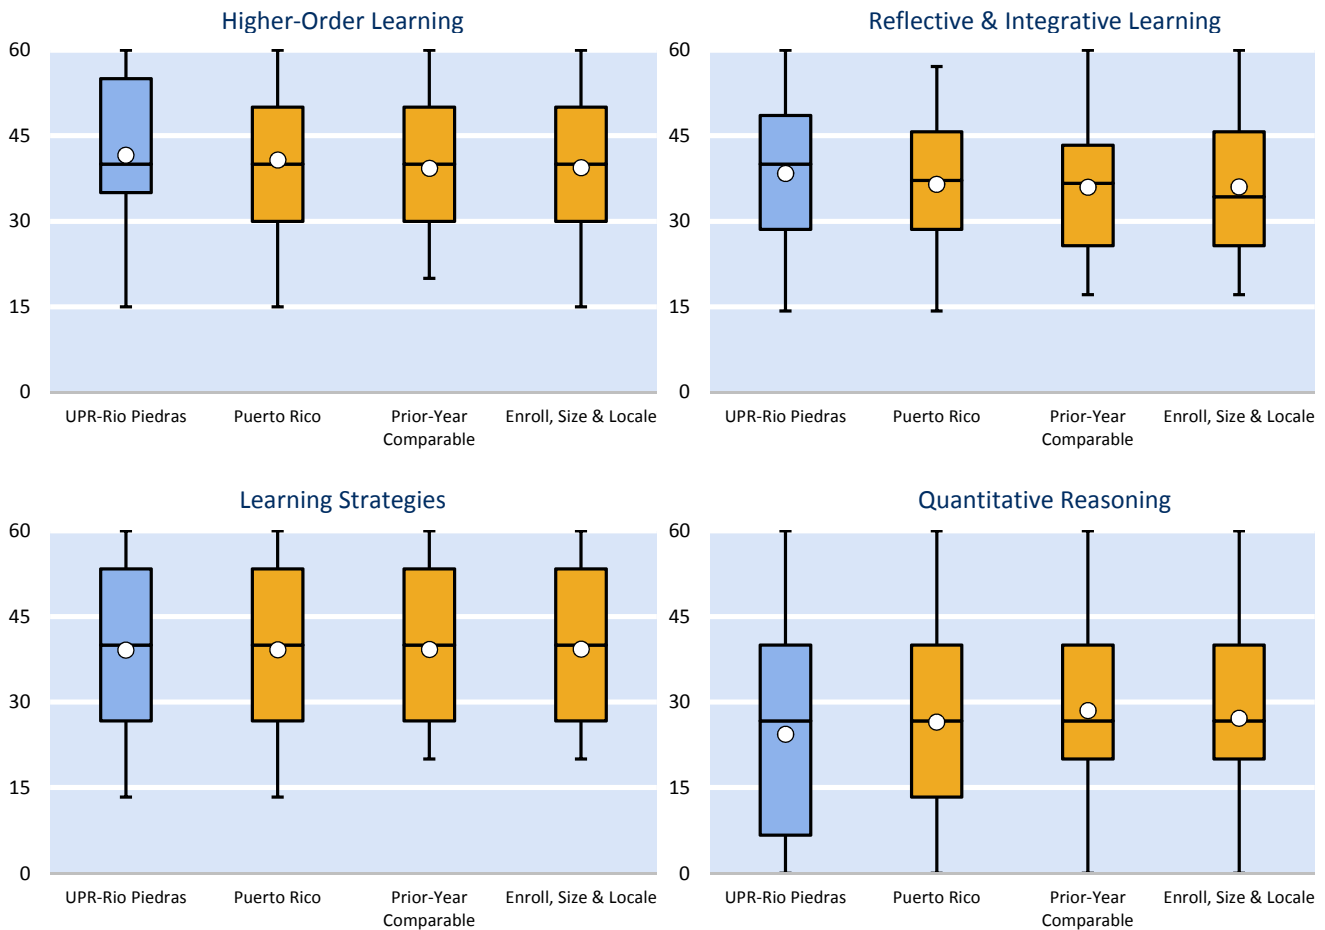 Higher-Order Learning
60
45
30
15
0
UPR-Rio Piedras
Puerto Rico
Prior-Year
Comparable
Enroll, Size & Locale
Reflective & Integrative Learning
60
45
30
15
0
UPR-Rio Piedras
Puerto Rico
Prior-Year
Comparable
Enroll, Size & Locale
Learning Strategies
60
45
30
15
0
UPR-Rio Piedras
Puerto Rico
Prior-Year
Comparable
Enroll, Size & Locale
Quantitative Reasoning
60
45
30
15
0
UPR-Rio Piedras
Puerto Rico
Prior-Year
Comparable
Enroll, Size & Locale